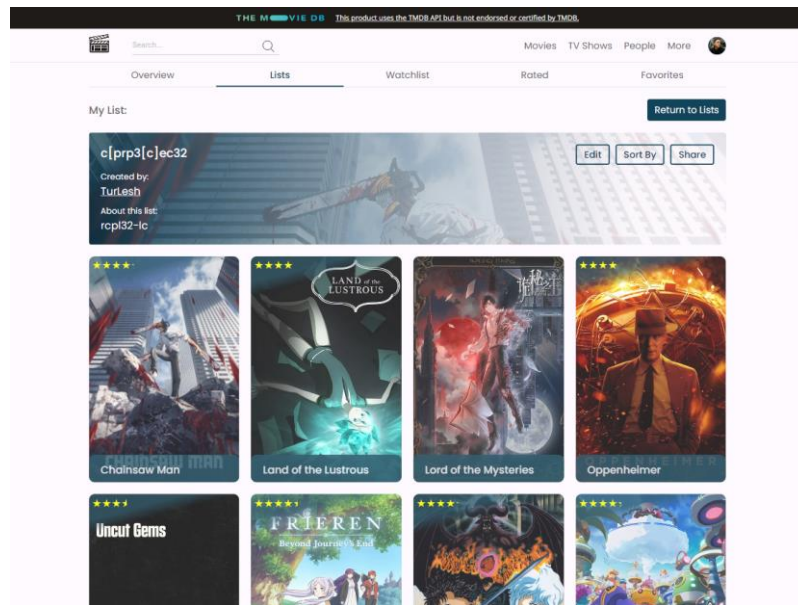 THE MOVIE DB This product uses the TMDB API but is not endorsed or certified by TMDB.
Search...
Movies TV Shows People More
Overview Lists Watchlist Rated Favorites
My List:
Return to Lists
c[prp3[c]ec32
Edit Sort By Share
Created by:
TurLesh
About this list:
rcpl32-lc
LAND of the
LUSTROUS
CHAINSAW MAN
OPPENHEIMER
Chainsaw Man
Land of the Lustrous
Lord of the Mysteries
Oppenheimer
Uncut Gems
FRIEREN
Beyond Journey's End